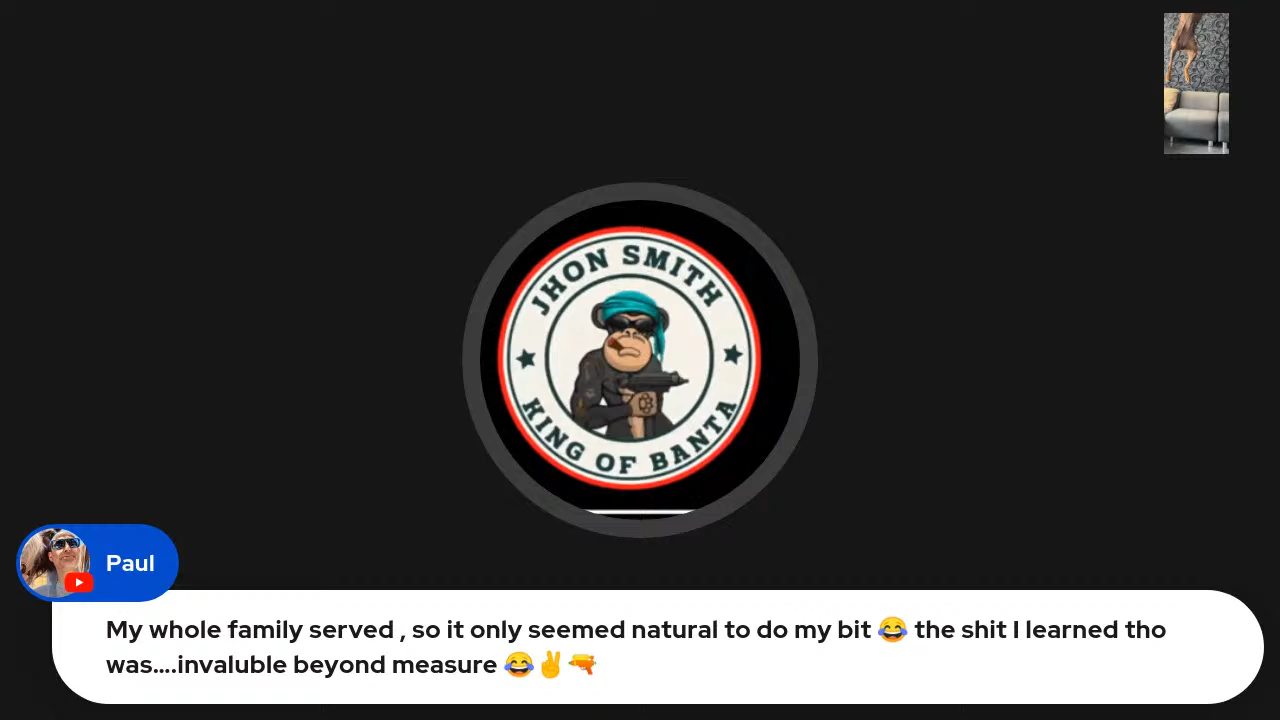 JHON SMITH
KING OF BANTA
Paul
My whole family served , so it only seemed natural to do my bit 😂 the shit I learned tho
was....invaluble beyond measure 😂✌️🔫